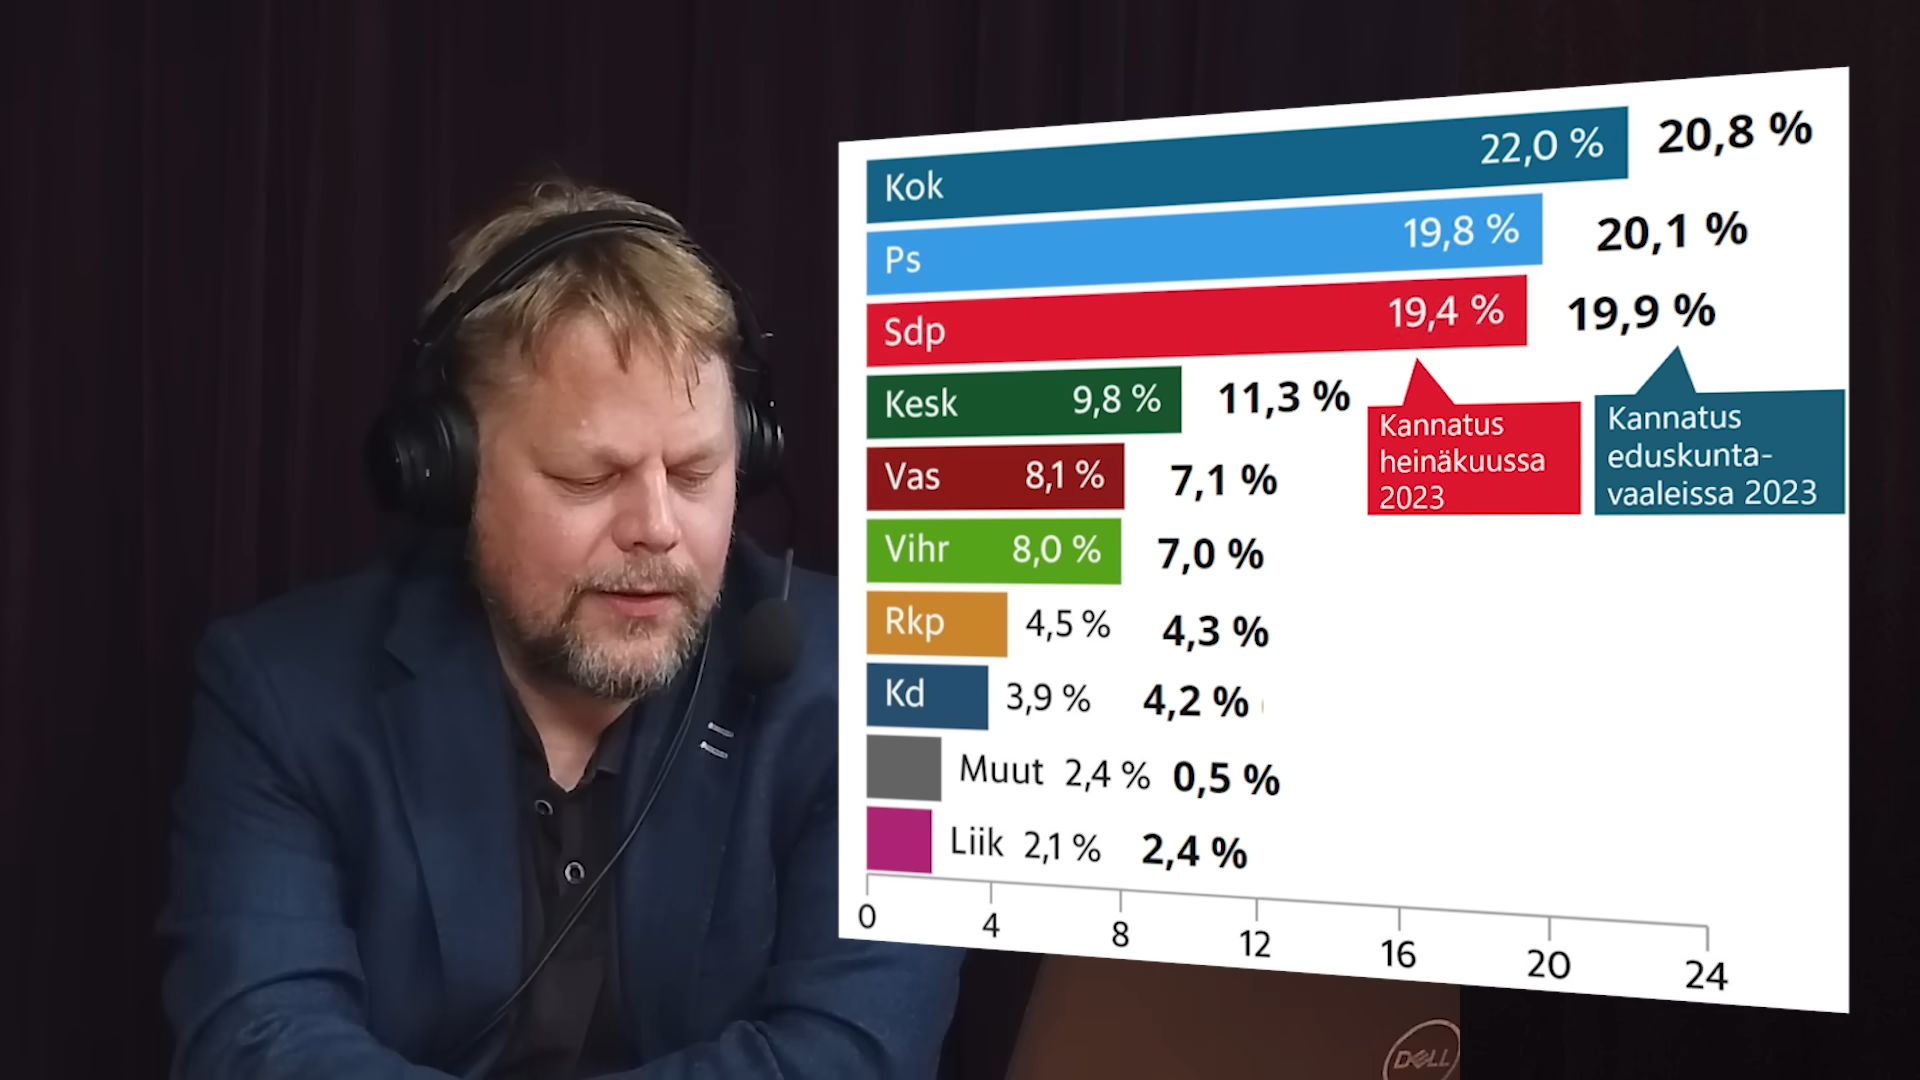 Kok 22,0 % 20,8 %
Ps 19,8 % 20,1 %
Sdp 19,4 % 19,9 %
Kesk 9,8 % 11,3 %
Vas 8,1 % 7,1 %
Vihr 8,0 % 7,0 %
Rkp 4,5 % 4,3 %
Kd 3,9 % 4,2 %
Muut 2,4 % 0,5 %
Liik 2,1 % 2,4 %
Kannatus
heinäkuussa
2023
Kannatus
eduskunta-
vaaleissa 2023
0 4 8 12 16 20 24
DELL